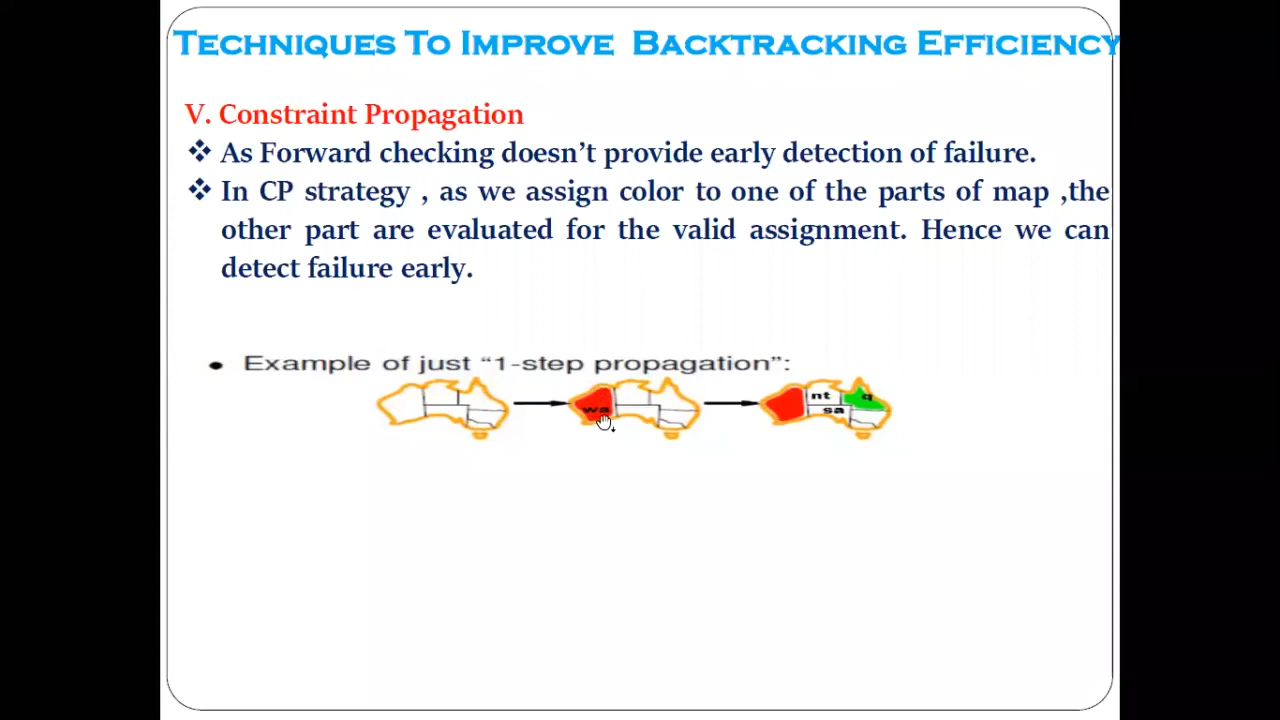 TECHNIQUES TO IMPROVE BACKTRACKING EFFICIENCY
V. Constraint Propagation
❖ As Forward checking doesn't provide early detection of failure.
❖ In CP strategy , as we assign color to one of the parts of map ,the
other part are evaluated for the valid assignment. Hence we can
detect failure early.
• Example of just "1-step propagation":
wa
nt
q
sa